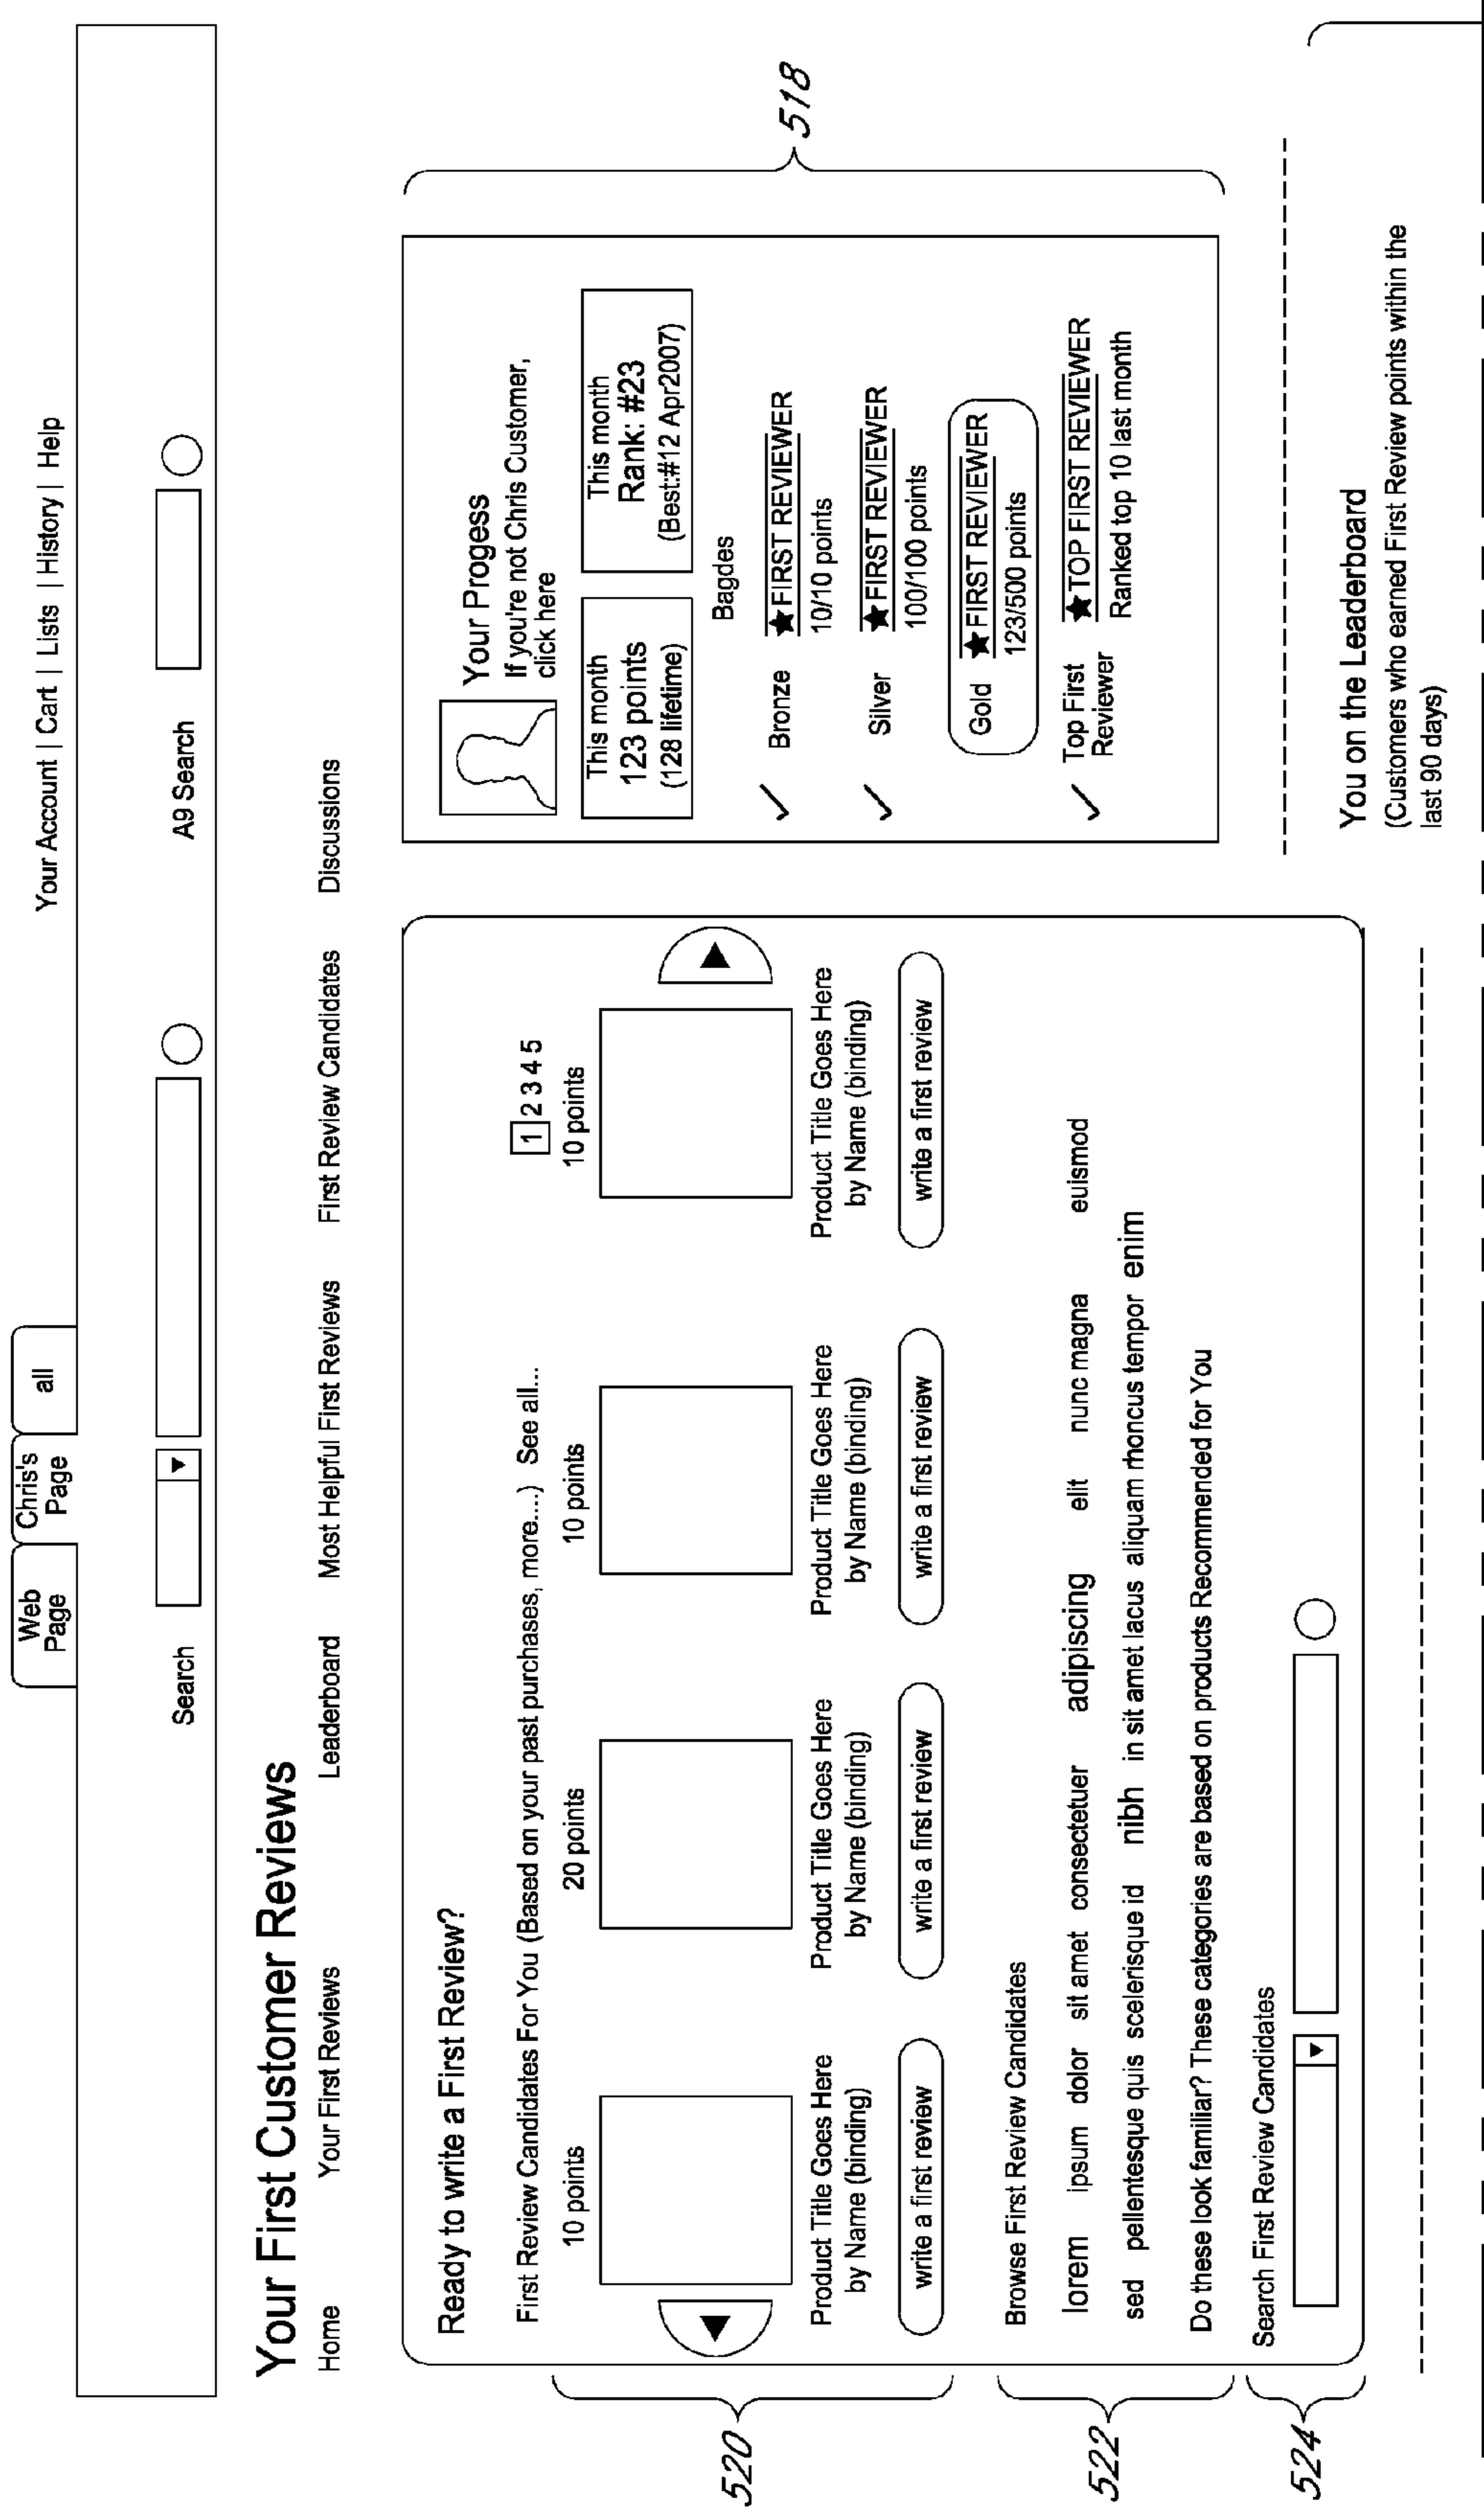 Your Account | Cart | Lists | History | Help
Web
Page
Chris's
Page
all
Search
A9 Search
Your First Customer Reviews
Home Your First Reviews Leaderboard Most Helpful First Reviews First Review Candidates Discussions
Ready to write a First Review?
First Review Candidates For You (Based on your past purchases, more....) See all...
1 2 3 4 5
10 points 20 points 10 points 10 points
Product Title Goes Here Product Title Goes Here Product Title Goes Here Product Title Goes Here
by Name (binding) by Name (binding) by Name (binding) by Name (binding)
write a first review write a first review write a first review write a first review
520
Browse First Review Candidates
lorem ipsum dolor sit amet consectetuer adipiscing elit nunc magna euismod
sed pellentesque quis scelerisque id nibh in sit amet lacus aliquam rhoncus tempor enim
Do these look familiar? These categories are based on products Recommended for You
522
Search First Review Candidates
524
Your Progess
If you're not Chris Customer,
click here
This month
123 points
(128 lifetime)
This month
Rank: #23
(Best:#12 Apr2007)
Bagdes
Bronze ★FIRST REVIEWER
10/10 points
Silver ★FIRST REVIEWER
100/100 points
Gold ★FIRST REVIEWER
123/500 points
Top First ★TOP FIRST REVIEWER
Reviewer Ranked top 10 last month
518
You on the Leaderboard
(Customers who earned First Review points within the
last 90 days)